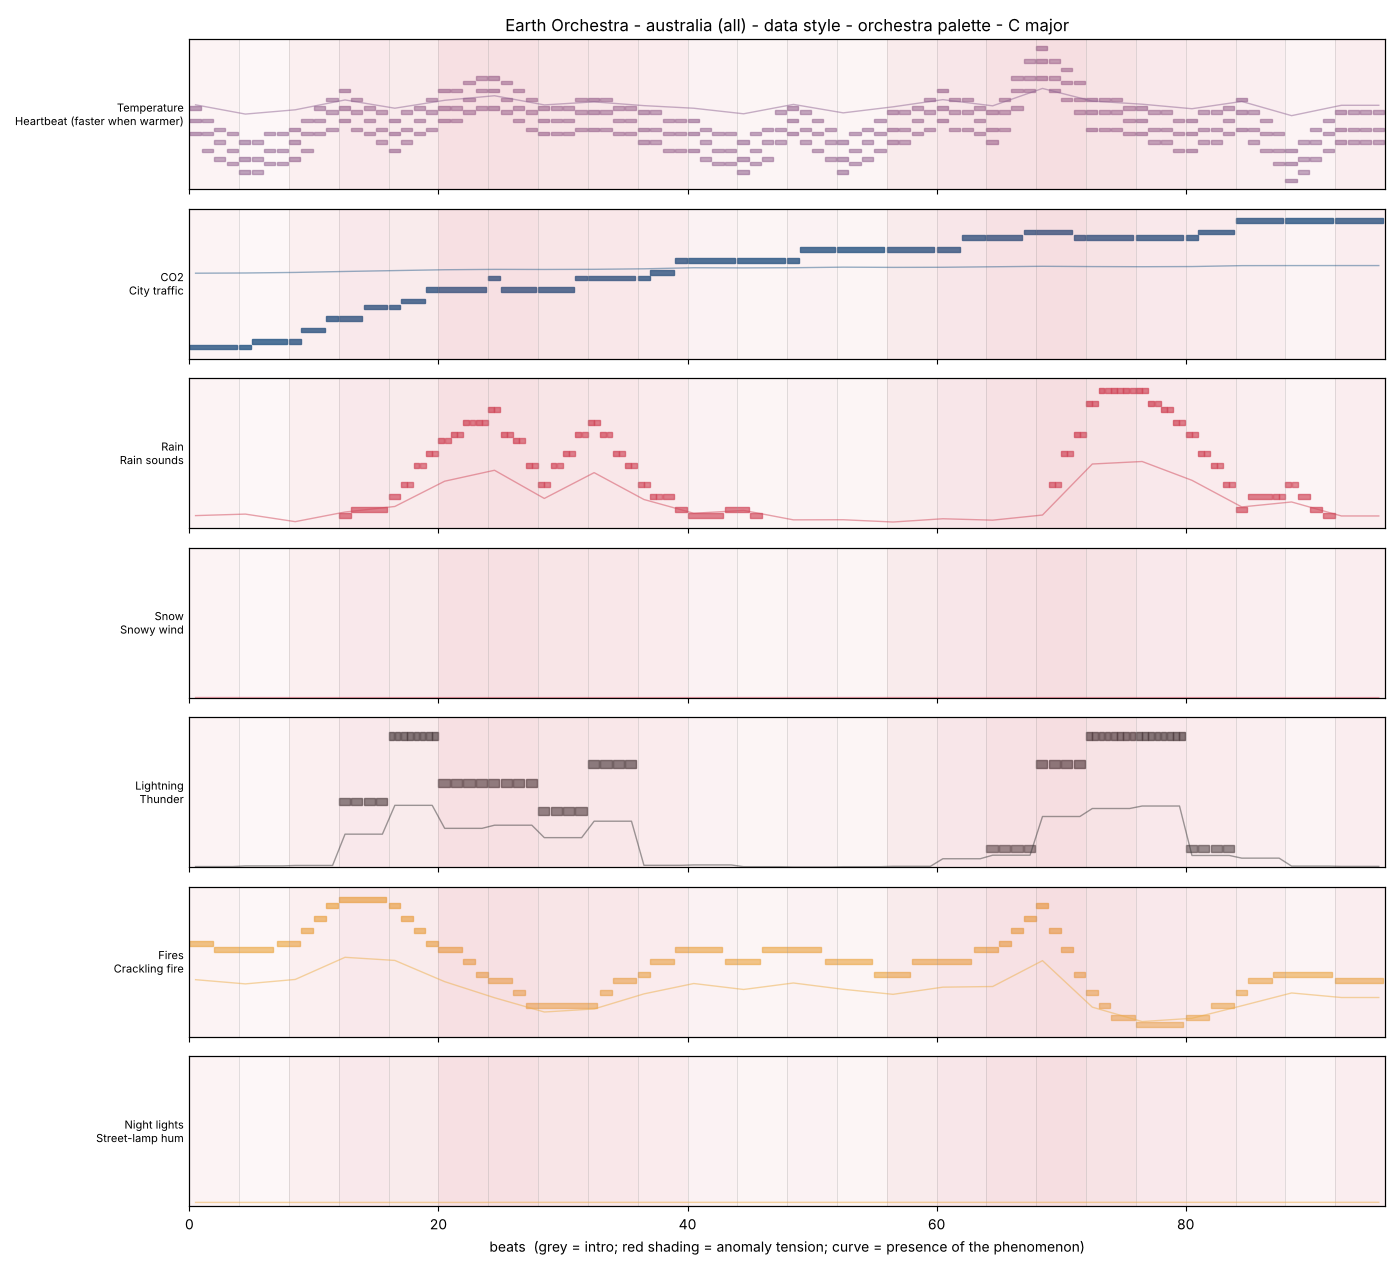 Earth Orchestra - australia (all) - data style - orchestra palette - C major
Temperature
Heartbeat (faster when warmer)
CO2
City traffic
Rain
Rain sounds
Snow
Snowy wind
Lightning
Thunder
Fires
Crackling fire
Night lights
Street-lamp hum
0 20 40 60 80
beats  (grey = intro; red shading = anomaly tension; curve = presence of the phenomenon)